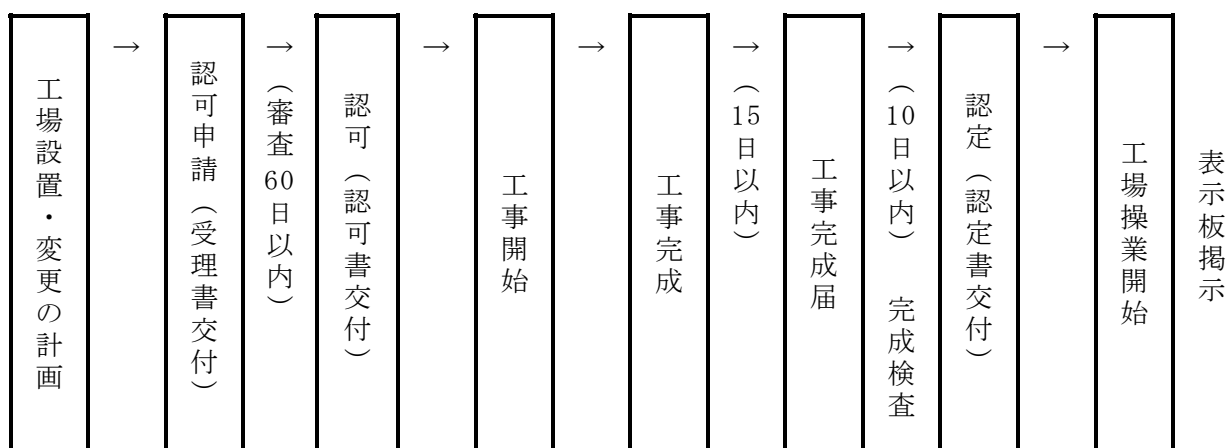 工場設置・変更の計画
→
認可申請（受理書交付）
→
（審査60日以内）
認可（認可書交付）
→
工事開始
→
工事完成
→
（15日以内）
工事完成届
→
（10日以内） 完成検査
認定（認定書交付）
→
工場操業開始
表示板掲示